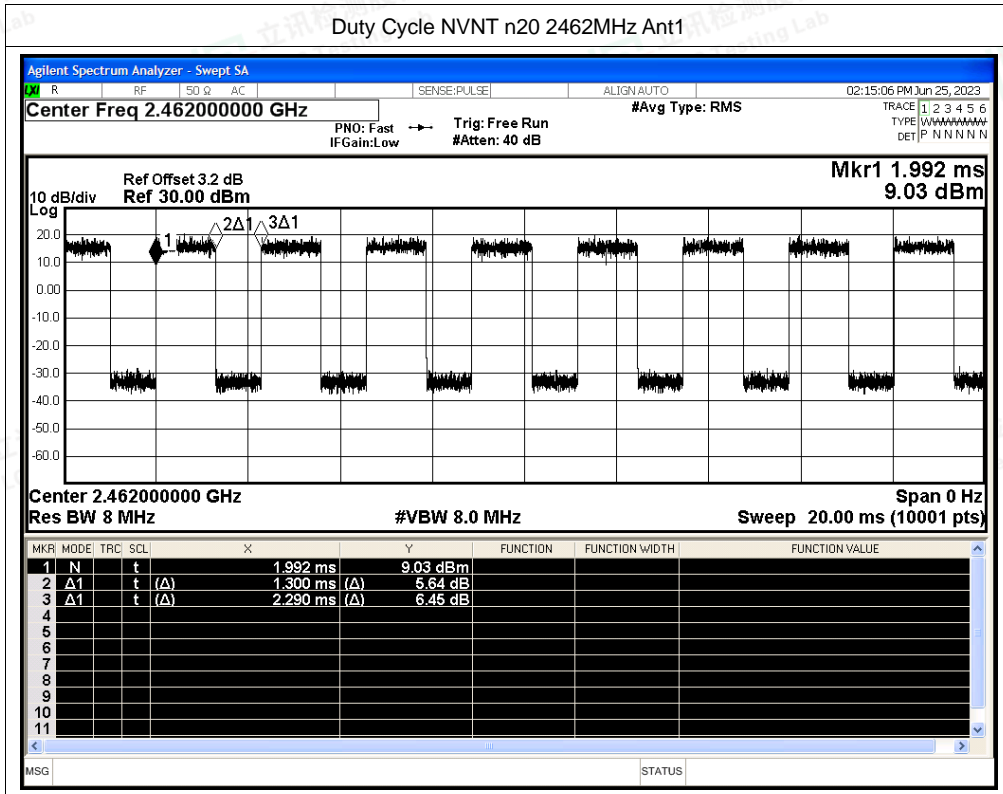 Duty Cycle NVNT n20 2462MHz Ant1
立讯检测
Testing Lab
Agilent Spectrum Analyzer - Swept SA
LXI R RF 50 Ω AC SENSE:PULSE ALIGN AUTO 02:15:06 PM Jun 25, 2023
Center Freq 2.462000000 GHz #Avg Type: RMS TRACE 1 2 3 4 5 6
PNO: Fast Trig: Free Run TYPE WWWWWW
IFGain:Low #Atten: 40 dB DET P N N N N N
Mkr1 1.992 ms
Ref Offset 3.2 dB
10 dB/div Ref 30.00 dBm 9.03 dBm
Log
20.0
10.0
0.00
-10.0
-20.0
-30.0
-40.0
-50.0
-60.0
1 2Δ1 3Δ1
Center 2.462000000 GHz Span 0 Hz
Res BW 8 MHz #VBW 8.0 MHz Sweep 20.00 ms (10001 pts)
MKR MODE TRC SCL X Y FUNCTION FUNCTION WIDTH FUNCTION VALUE
1 N t 1.992 ms 9.03 dBm
2 Δ1 t (Δ) 1.300 ms (Δ) 5.64 dB
3 Δ1 t (Δ) 2.290 ms (Δ) 6.45 dB
4
5
6
7
8
9
10
11
MSG STATUS